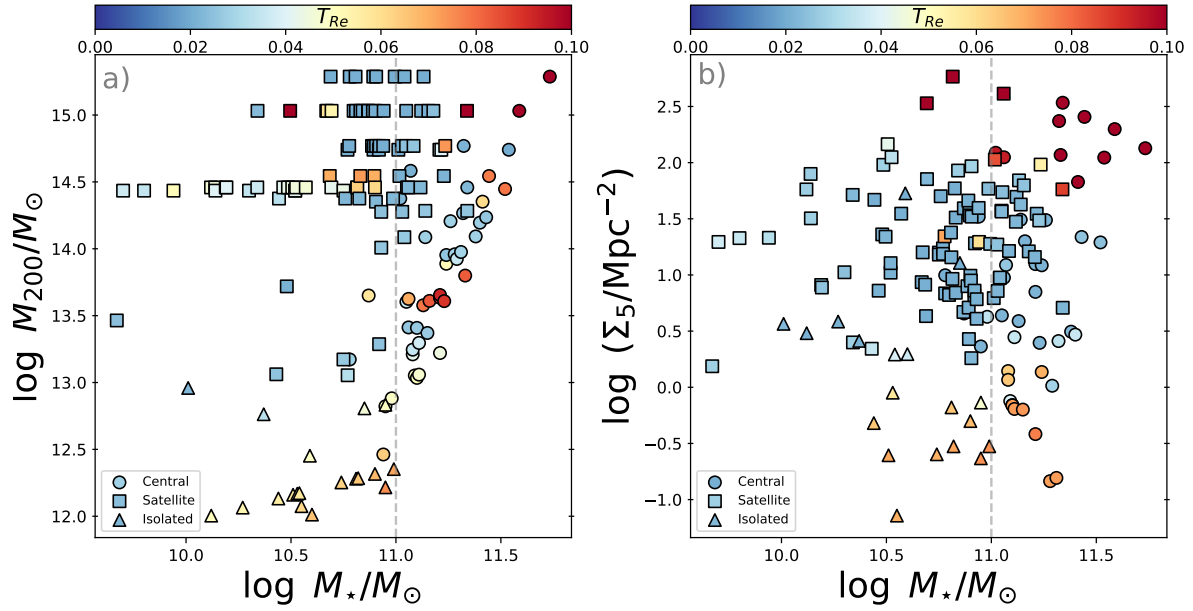 T_Re
0.00 0.02 0.04 0.06 0.08 0.10
a)
log M_200/M_⊙
15.0
14.5
14.0
13.5
13.0
12.5
12.0
Central
Satellite
Isolated
10.0 10.5 11.0 11.5
log M_⋆/M_⊙
T_Re
0.00 0.02 0.04 0.06 0.08 0.10
b)
log (Σ_5/Mpc^−2)
2.5
2.0
1.5
1.0
0.5
0.0
−0.5
−1.0
Central
Satellite
Isolated
10.0 10.5 11.0 11.5
log M_⋆/M_⊙